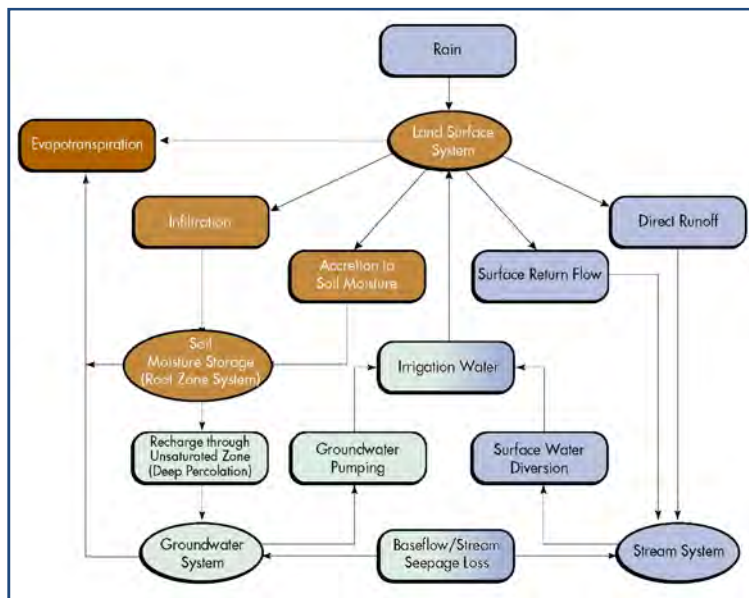 Rain
Land Surface
System
Evapotranspiration
Infiltration
Direct Runoff
Accretion to
Soil Moisture
Surface Return Flow
Soil
Moisture Storage
(Root Zone System)
Irrigation Water
Recharge through
Unsaturated Zone
(Deep Percolation)
Groundwater
Pumping
Surface Water
Diversion
Groundwater
System
Baseflow/Stream
Seepage Loss
Stream System